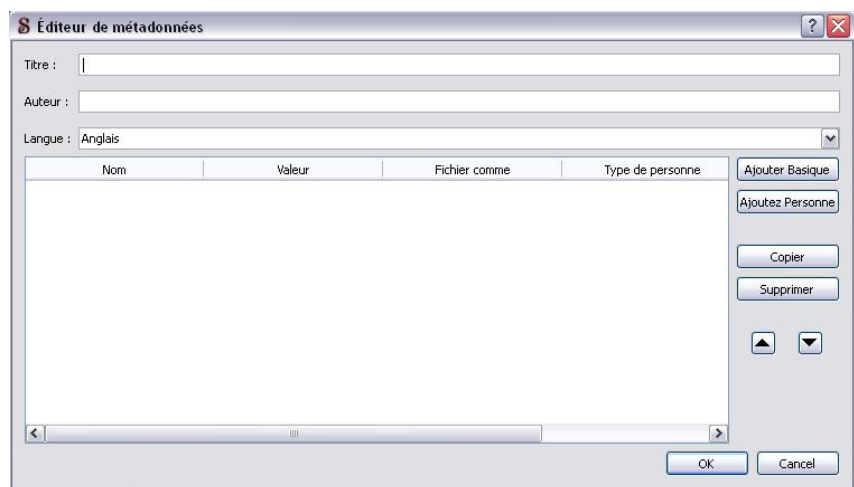 S Éditeur de métadonnées ?
Titre :
Auteur :
Langue : Anglais
Nom Valeur Fichier comme Type de personne
Ajouter Basique
Ajoutez Personne
Copier
Supprimer
OK Cancel